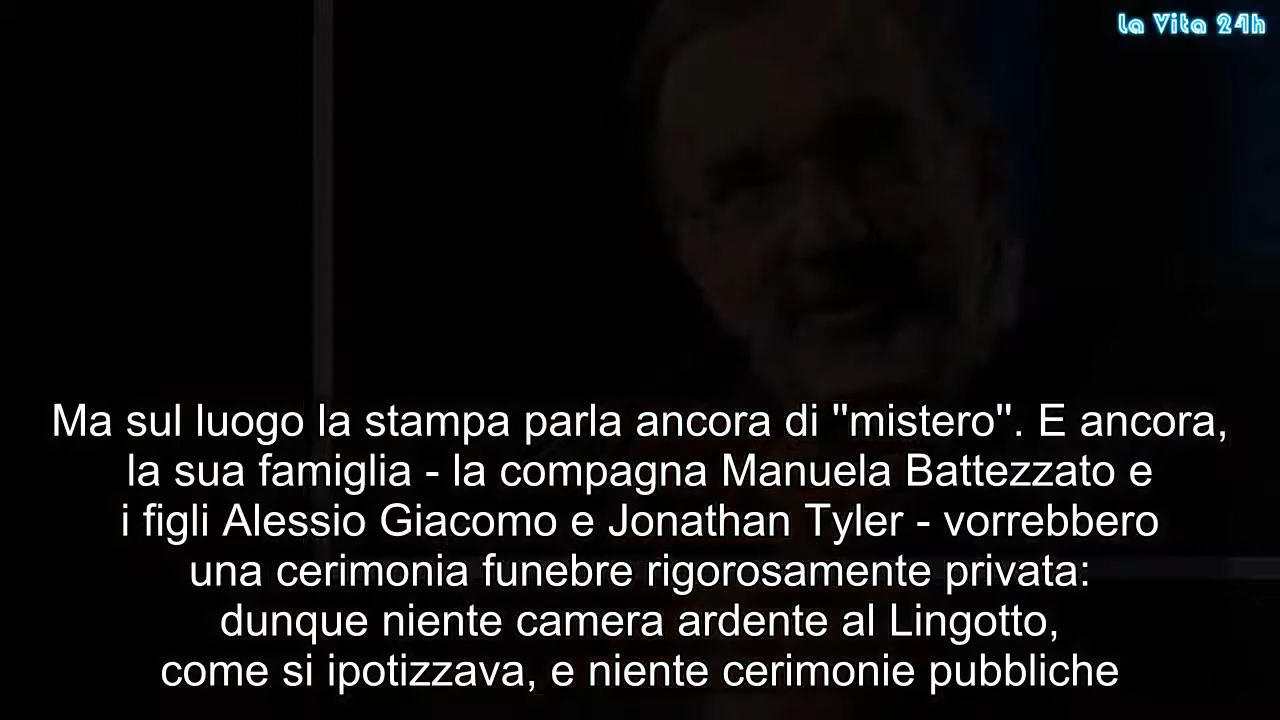 La Vita 24h
Ma sul luogo la stampa parla ancora di "mistero". E ancora,
la sua famiglia - la compagna Manuela Battezzato e
i figli Alessio Giacomo e Jonathan Tyler - vorrebbero
una cerimonia funebre rigorosamente privata:
dunque niente camera ardente al Lingotto,
come si ipotizzava, e niente cerimonie pubbliche